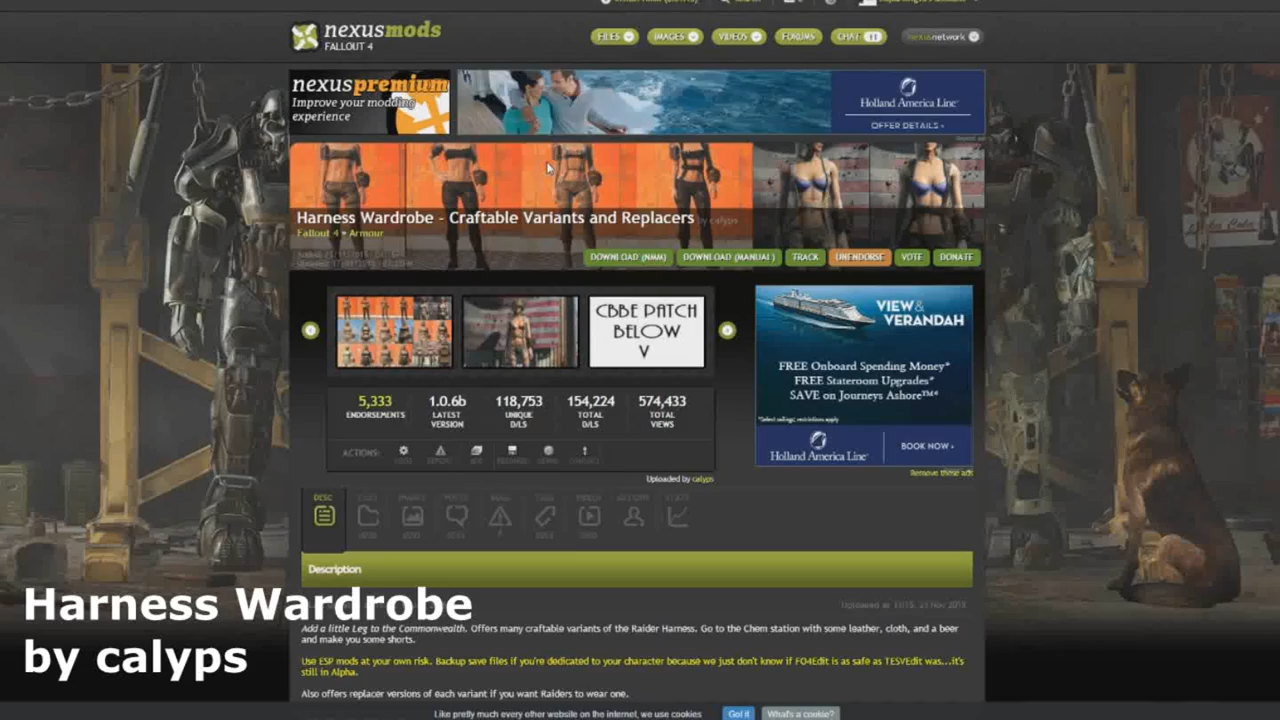 nexusmods
FALLOUT 4
FILES IMAGES VIDEOS FORUMS CHAT 11 nexusnetwork
nexuspremium
Improve your modding
experience
Holland America Line
OFFER DETAILS ›
Harness Wardrobe - Craftable Variants and Replacers by calyps
Fallout 4 » Armour
DOWNLOAD (NMM) DOWNLOAD (MANUAL) TRACK UNENDORSE VOTE DONATE
CBBE PATCH
BELOW
V
VIEW &
VERANDAH
FREE Onboard Spending Money*
FREE Stateroom Upgrades*
SAVE on Journeys Ashore™*
*Select sailings; restrictions apply
Holland America Line
BOOK NOW ›
Remove these ads
5,333 1.0.6b 118,753 154,224 574,433
ENDORSEMENTS LATEST UNIQUE TOTAL TOTAL
VERSION D/LS D/LS VIEWS
ACTIONS:
Uploaded by calyps
DESC
Description
Add a little Leg to the Commonwealth. Offers many craftable variants of the Raider Harness. Go to the Chem station with some leather, cloth, and a beer
and make you some shorts.
Use ESP mods at your own risk. Backup save files if you're dedicated to your character because we just don't know if FO4Edit is as safe as TESVEdit was...it's
still in Alpha.
Also offers replacer versions of each variant if you want Raiders to wear one.
Harness Wardrobe
by calyps
Like pretty much every other website on the internet, we use cookies Got it What's a cookie?